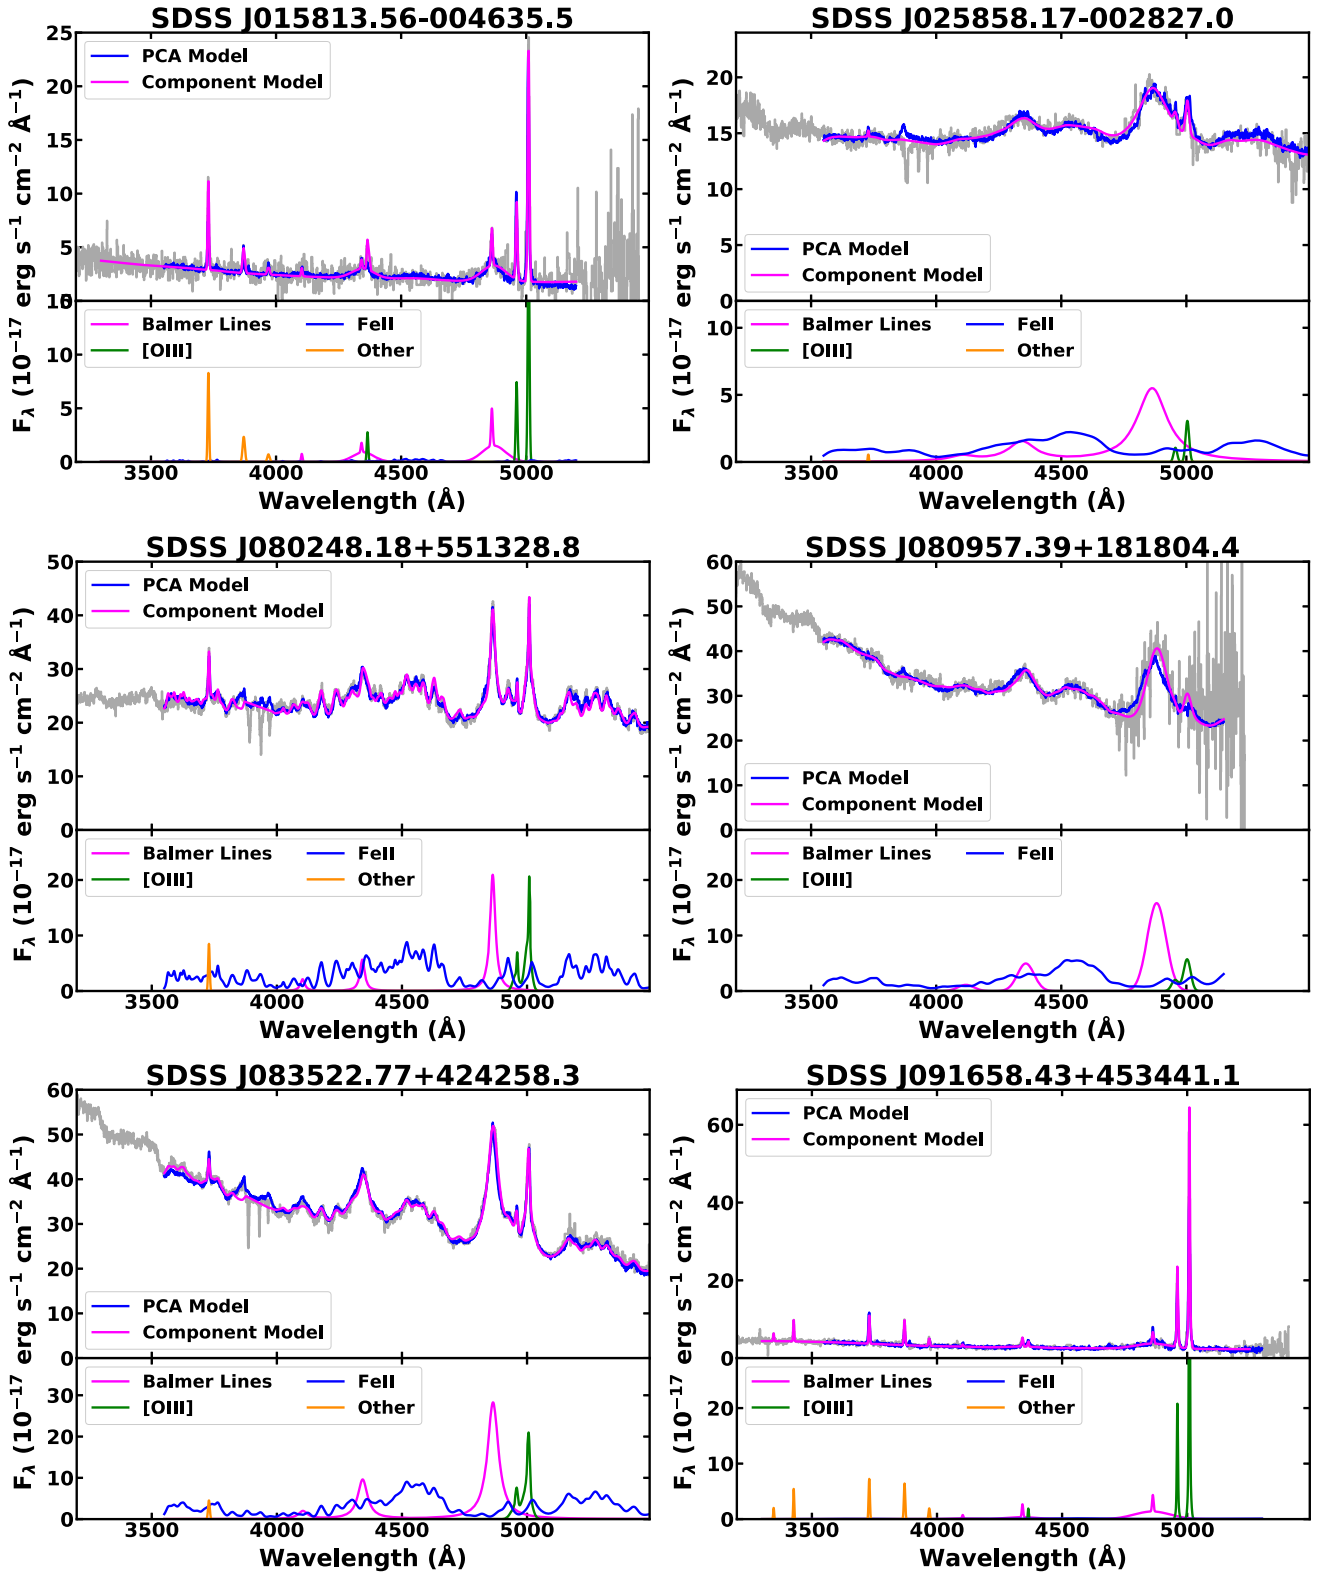 SDSS J015813.56-004635.5
25
20
15
10
5
0
PCA Model
Component Model
15
10
5
0
Balmer Lines
[OIII]
FeII
Other
3500 4000 4500 5000
Wavelength (Å)
F_λ (10⁻¹⁷ erg s⁻¹ cm⁻² Å⁻¹)
SDSS J025858.17-002827.0
20
15
10
5
0
PCA Model
Component Model
10
5
0
Balmer Lines
[OIII]
FeII
Other
3500 4000 4500 5000
Wavelength (Å)
F_λ (10⁻¹⁷ erg s⁻¹ cm⁻² Å⁻¹)
SDSS J080248.18+551328.8
50
40
30
20
10
0
PCA Model
Component Model
20
10
0
Balmer Lines
[OIII]
FeII
Other
3500 4000 4500 5000
Wavelength (Å)
F_λ (10⁻¹⁷ erg s⁻¹ cm⁻² Å⁻¹)
SDSS J080957.39+181804.4
60
50
40
30
20
10
0
PCA Model
Component Model
20
10
0
Balmer Lines
[OIII]
FeII
3500 4000 4500 5000
Wavelength (Å)
F_λ (10⁻¹⁷ erg s⁻¹ cm⁻² Å⁻¹)
SDSS J083522.77+424258.3
60
50
40
30
20
10
0
PCA Model
Component Model
30
20
10
0
Balmer Lines
[OIII]
FeII
Other
3500 4000 4500 5000
Wavelength (Å)
F_λ (10⁻¹⁷ erg s⁻¹ cm⁻² Å⁻¹)
SDSS J091658.43+453441.1
60
40
20
0
PCA Model
Component Model
20
10
0
Balmer Lines
[OIII]
FeII
Other
3500 4000 4500 5000
Wavelength (Å)
F_λ (10⁻¹⁷ erg s⁻¹ cm⁻² Å⁻¹)